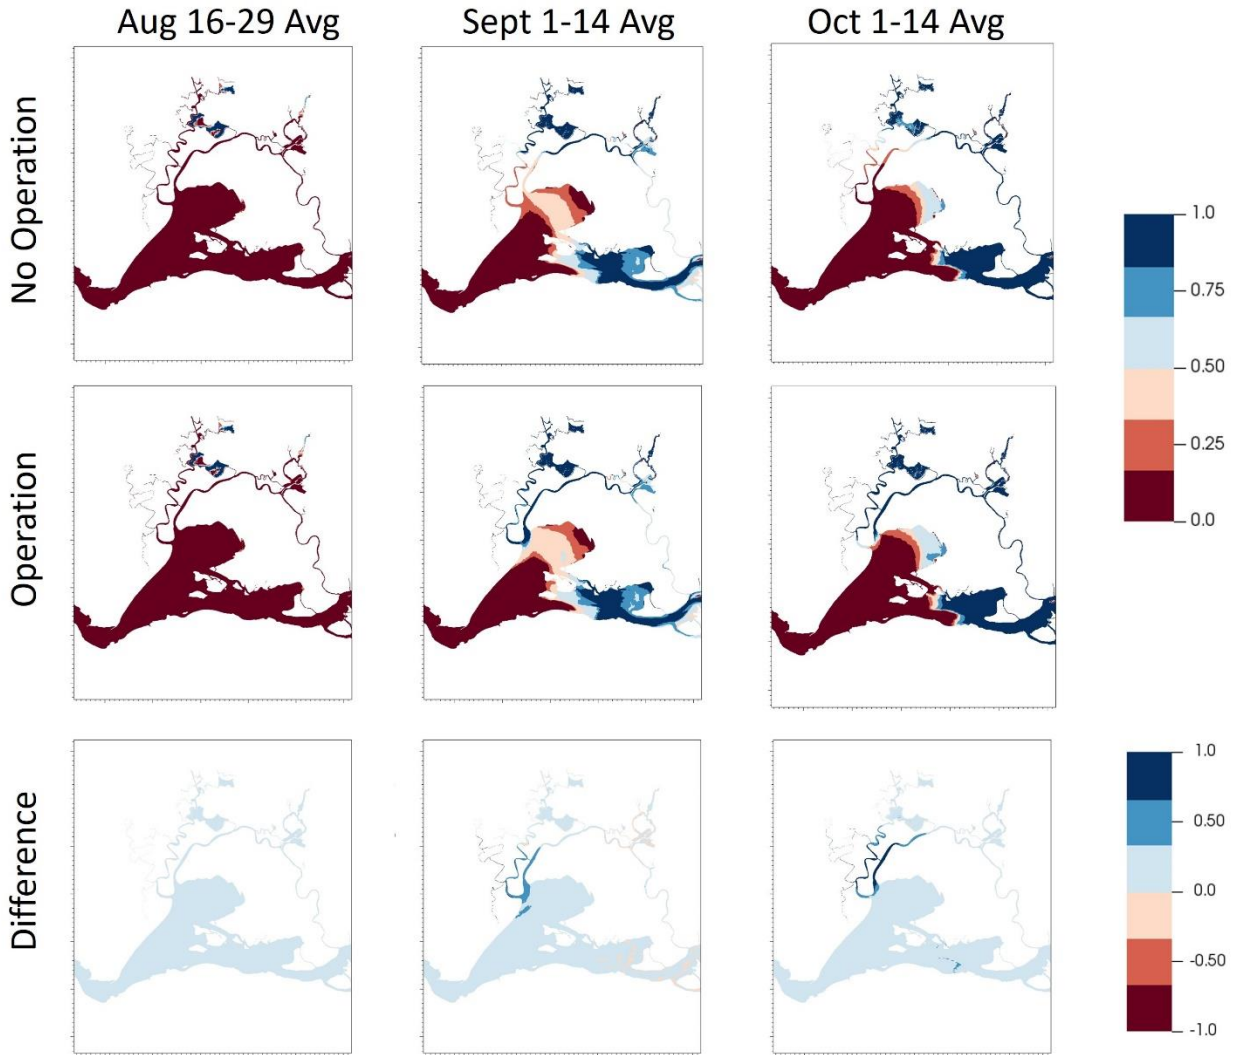 Aug 16-29 Avg
Sept 1-14 Avg
Oct 1-14 Avg
No Operation
Operation
Difference
1.0
0.75
0.50
0.25
0.0
1.0
0.50
0.0
-0.50
-1.0